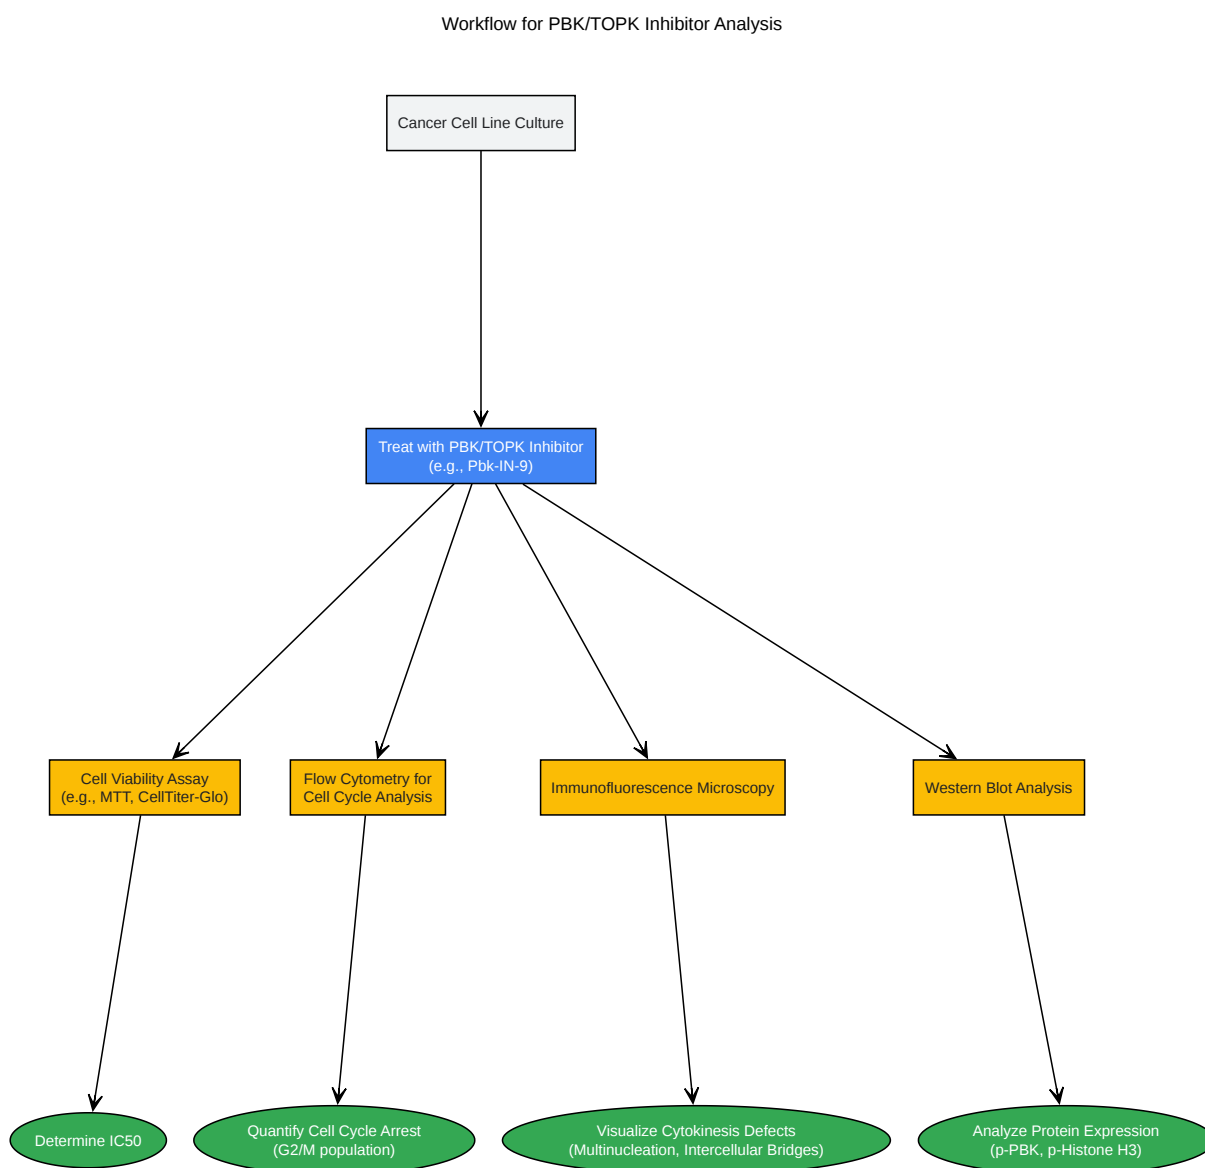 Workflow for PBK/TOPK Inhibitor Analysis
Cancer Cell Line Culture
Treat with PBK/TOPK Inhibitor
(e.g., Pbk-IN-9)
Cell Viability Assay
(e.g., MTT, CellTiter-Glo)
Flow Cytometry for
Cell Cycle Analysis
Immunofluorescence Microscopy
Western Blot Analysis
Determine IC50
Quantify Cell Cycle Arrest
(G2/M population)
Visualize Cytokinesis Defects
(Multinucleation, Intercellular Bridges)
Analyze Protein Expression
(p-PBK, p-Histone H3)